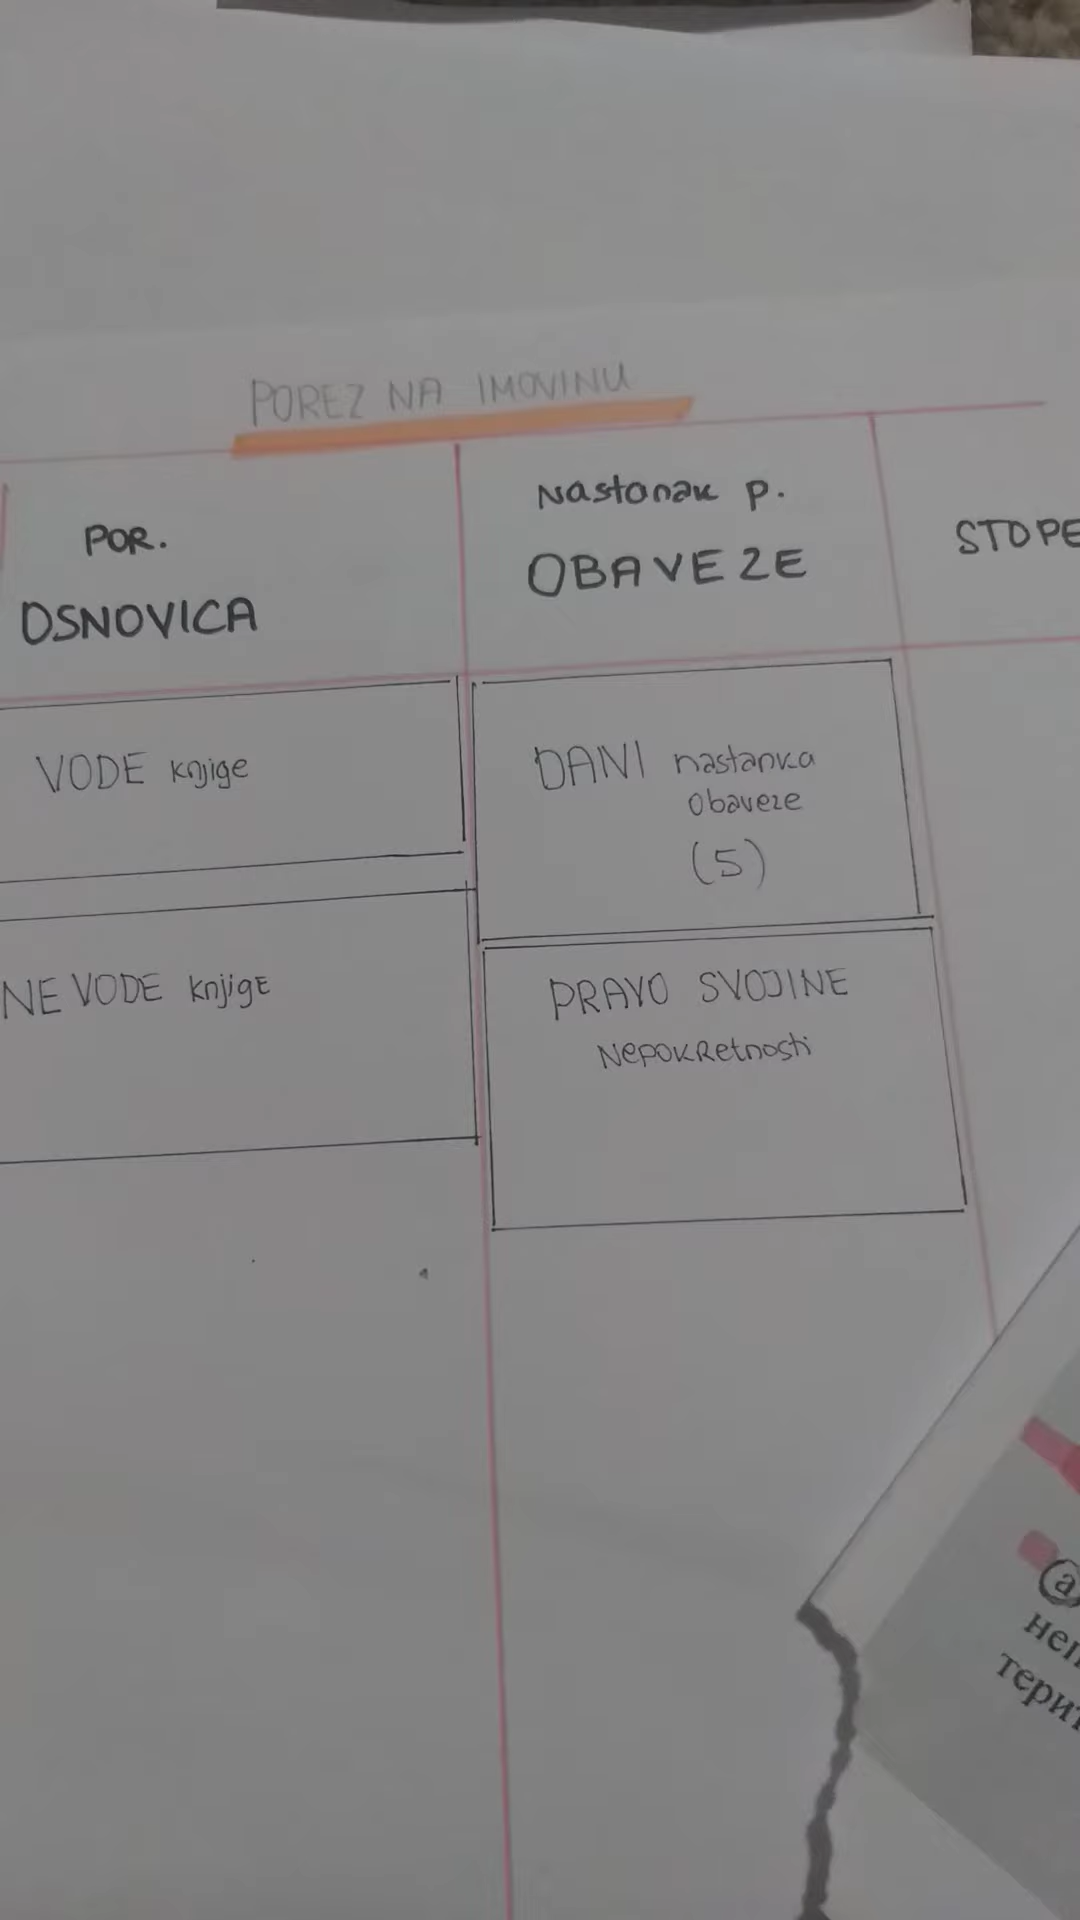 POREZ NA IMOVINU
POR.
OSNOVICA
Nastanak p.
OBAVEZE
STOPE
VODE knjige
DANI nastanka
obaveze
(5)
NE VODE knjige
PRAVO SVOJINE
Nepokretnosti
а